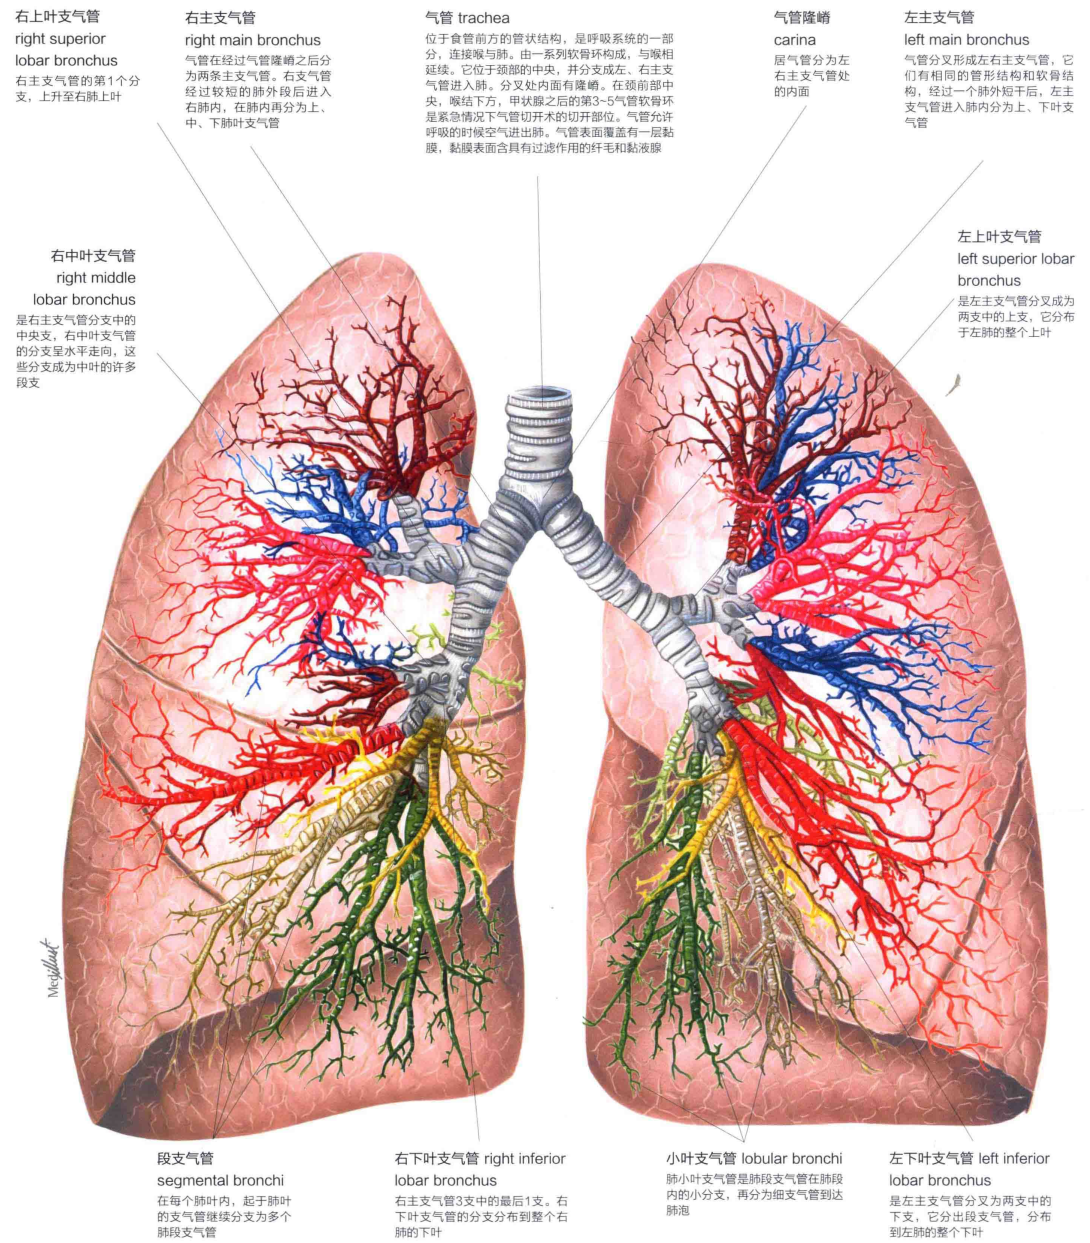 右上叶支气管
right superior
lobar bronchus
右主支气管的第1个分
支，上升至右肺上叶
右主支气管
right main bronchus
气管在经过气管隆嵴之后分
为两条主支气管。右支气管
经过较短的肺外段后进入
右肺内，在肺内再分为上、
中、下肺叶支气管
气管 trachea
位于食管前方的管状结构，是呼吸系统的一部
分，连接喉与肺。由一系列软骨环构成，与喉相
延续。它位于颈部的中央，并分支成左、右主支
气管进入肺。分叉处内面有隆嵴。在颈前部中
央，喉结下方，甲状腺之后的第3~5气管软骨环
是紧急情况下气管切开术的切开部位。气管允许
呼吸的时候空气进出肺。气管表面覆盖有一层黏
膜，黏膜表面含具有过滤作用的纤毛和黏液腺
气管隆嵴
carina
居气管分为左
右主支气管处
的内面
左主支气管
left main bronchus
气管分叉形成左右主支气管，它
们有相同的管形结构和软骨结
构，经过一个肺外短干后，左主
支气管进入肺内分为上、下叶支
气管
右中叶支气管
right middle
lobar bronchus
是右主支气管分支中的
中央支，右中叶支气管
的分支呈水平走向，这
些分支成为中叶的许多
段支
左上叶支气管
left superior lobar
bronchus
是左主支气管分叉成为
两支中的上支，它分布
于左肺的整个上叶
Medillust
段支气管
segmental bronchi
在每个肺叶内，起于肺叶
的支气管继续分支为多个
肺段支气管
右下叶支气管 right inferior
lobar bronchus
右主支气管3支中的最后1支。右
下叶支气管的分支分布到整个右
肺的下叶
小叶支气管 lobular bronchi
肺小叶支气管是肺段支气管在肺段
内的小分支，再分为细支气管到达
肺泡
左下叶支气管 left inferior
lobar bronchus
是左主支气管分叉为两支中的
下支，它分出段支气管，分布
到左肺的整个下叶